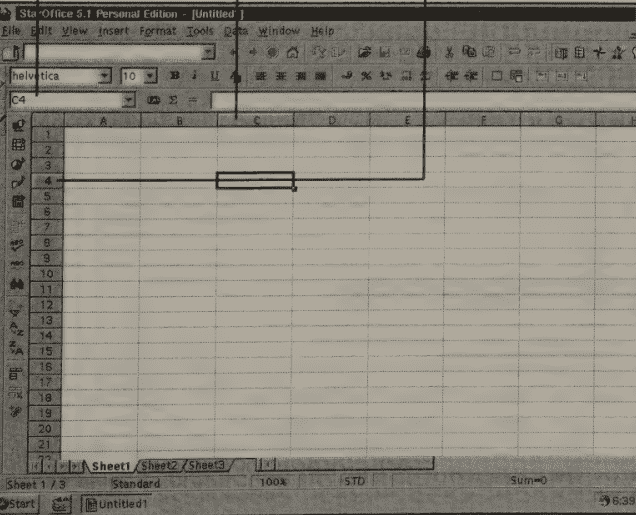 StarOffice 5.1 Personal Edition - [Untitled1]
File Edit View Insert Format Tools Data Window Help
helvetica 10 B i U
C4 Σ =
A B C D E F G H
1
2
3
4
5
6
7
8
9
10
11
12
13
14
15
16
17
18
19
20
21
Sheet1 Sheet2 Sheet3
Sheet 1 / 3 Standard 100% STD Sum=0
Start Untitled1 6:39